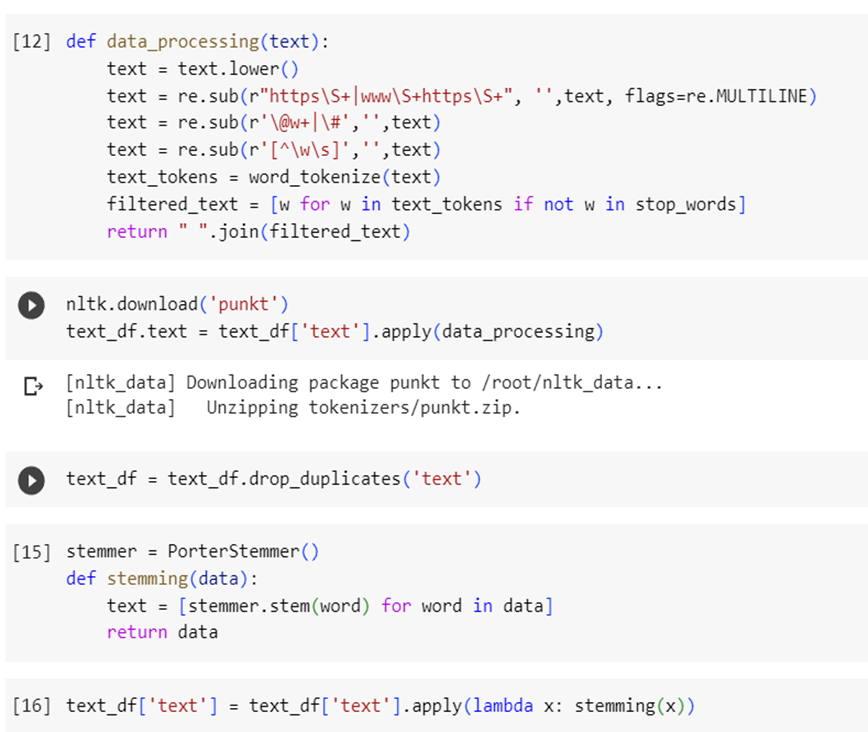 [12] def data_processing(text):
text = text.lower()
text = re.sub(r"https\S+|www\S+https\S+", '',text, flags=re.MULTILINE)
text = re.sub(r'\@w+|\#','',text)
text = re.sub(r'[^\w\s]','',text)
text_tokens = word_tokenize(text)
filtered_text = [w for w in text_tokens if not w in stop_words]
return " ".join(filtered_text)
nltk.download('punkt')
text_df.text = text_df['text'].apply(data_processing)
[nltk_data] Downloading package punkt to /root/nltk_data...
[nltk_data]   Unzipping tokenizers/punkt.zip.
text_df = text_df.drop_duplicates('text')
[15] stemmer = PorterStemmer()
def stemming(data):
text = [stemmer.stem(word) for word in data]
return data
[16] text_df['text'] = text_df['text'].apply(lambda x: stemming(x))